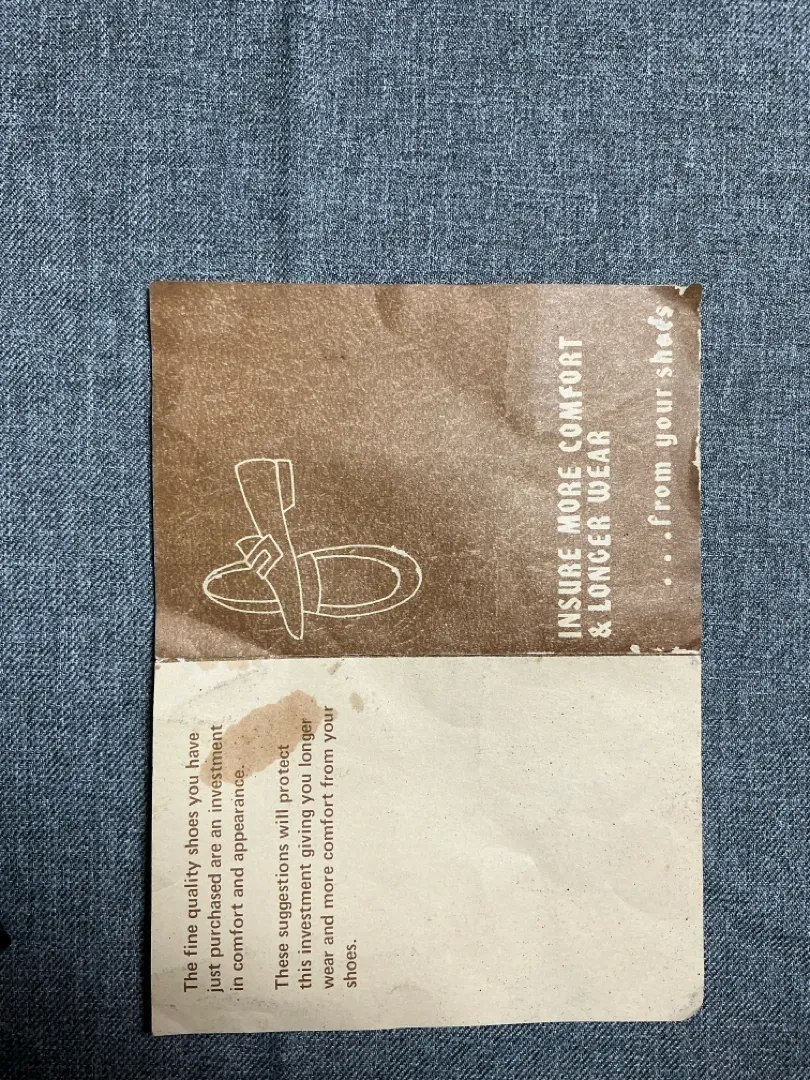 The fine quality shoes you have
just purchased are an investment
in comfort and appearance.
These suggestions will protect
this investment giving you longer
wear and more comfort from your
shoes.
INSURE MORE COMFORT
& LONGER WEAR
. . .from your shoes